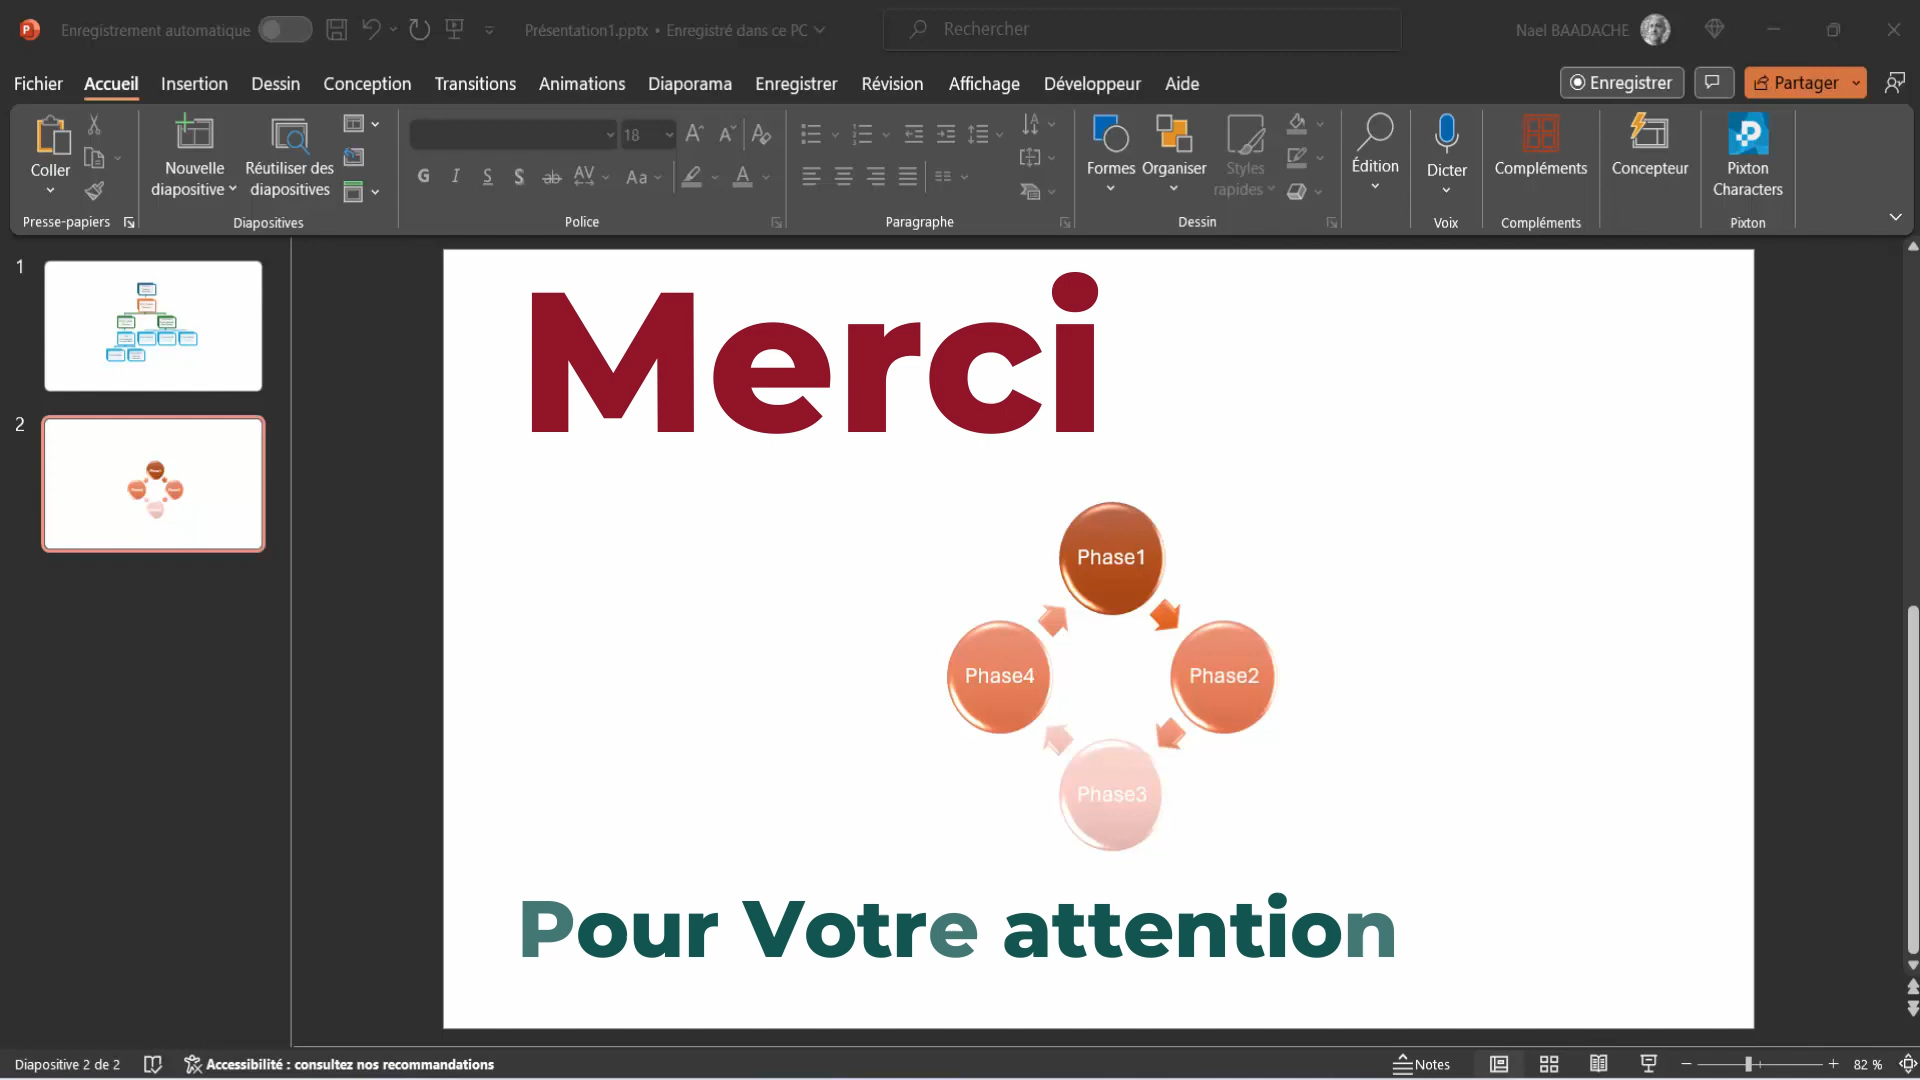 Enregistrement automatique
Présentation1.pptx • Enregistré dans ce PC
Rechercher
Nael BAADACHE
Fichier Accueil Insertion Dessin Conception Transitions Animations Diaporama Enregistrer Révision Affichage Développeur Aide
Enregistrer
Partager
Coller
Nouvelle diapositive
Réutiliser des diapositives
18
G I S S ab AV Aa A
Formes
Organiser
Styles rapides
Édition
Dicter
Compléments
Concepteur
Pixton Characters
Presse-papiers
Diapositives
Police
Paragraphe
Dessin
Voix
Compléments
Pixton
1
2
Merci
Phase1
Phase4
Phase2
Phase3
Pour Votre attention
Diapositive 2 de 2
Accessibilité : consultez nos recommandations
Notes
82 %